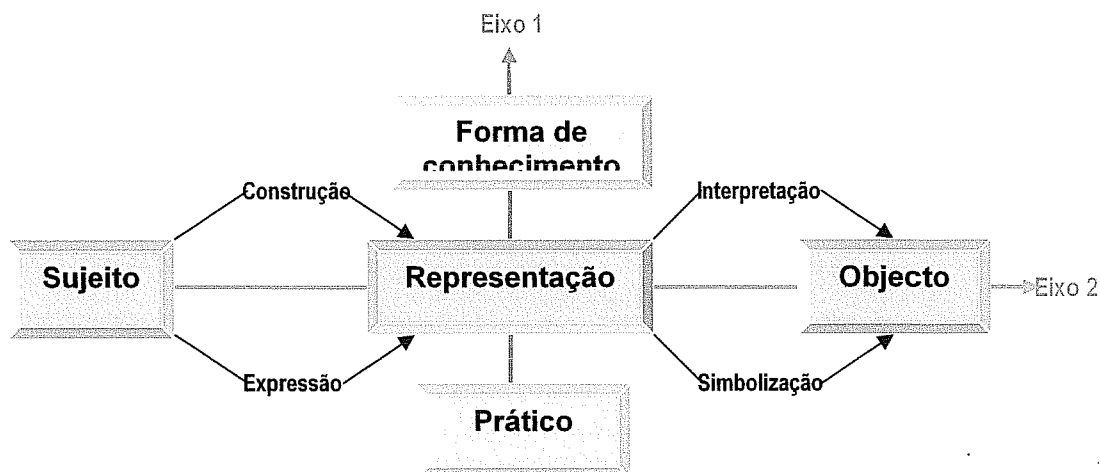 Eixo 1
Forma de
conhecimento
Construção
Interpretação
Sujeito
Representação
Objecto
Eixo 2
Expressão
Simbolização
Prático